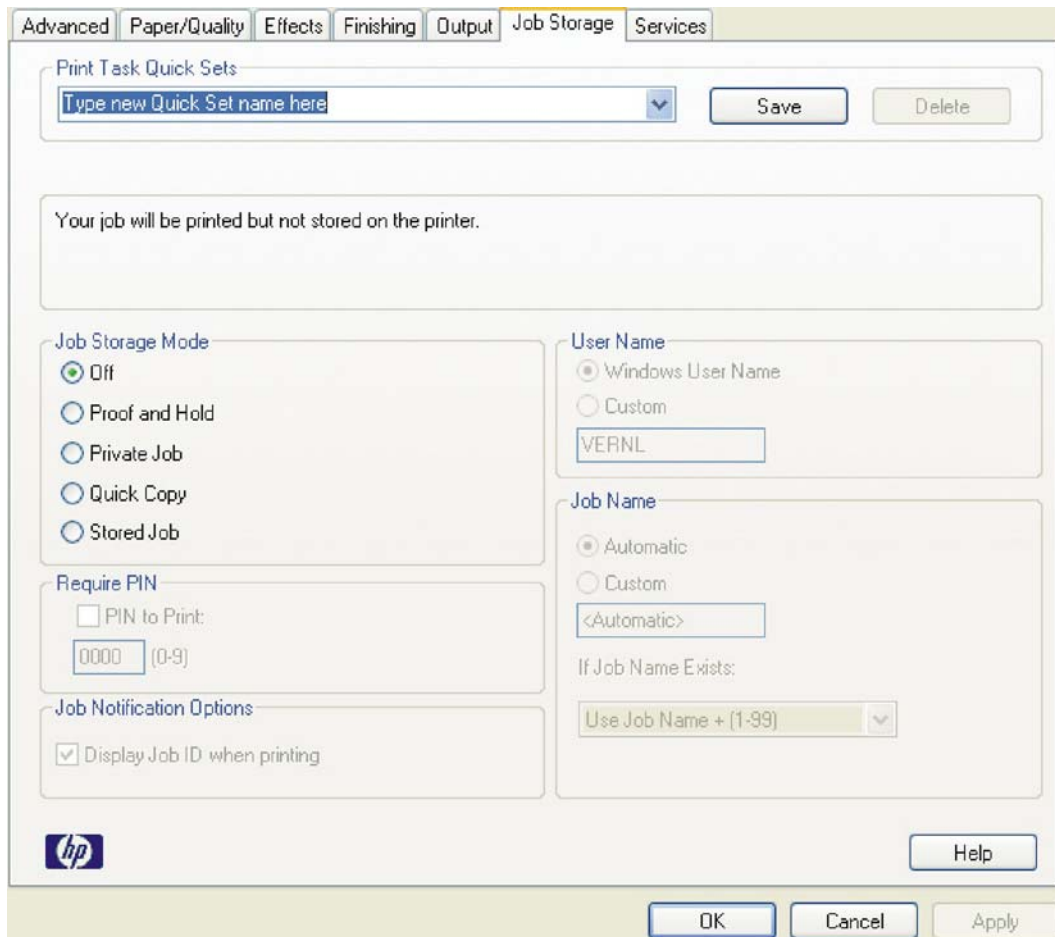 Advanced Paper/Quality Effects Finishing Output Job Storage Services
Print Task Quick Sets
Type new Quick Set name here Save Delete
Your job will be printed but not stored on the printer.
Job Storage Mode
Off
Proof and Hold
Private Job
Quick Copy
Stored Job
Require PIN
PIN to Print:
0000 (0-9)
Job Notification Options
Display Job ID when printing
User Name
Windows User Name
Custom
VERNL
Job Name
Automatic
Custom
<Automatic>
If Job Name Exists:
Use Job Name + (1-99)
hp
Help
OK Cancel Apply